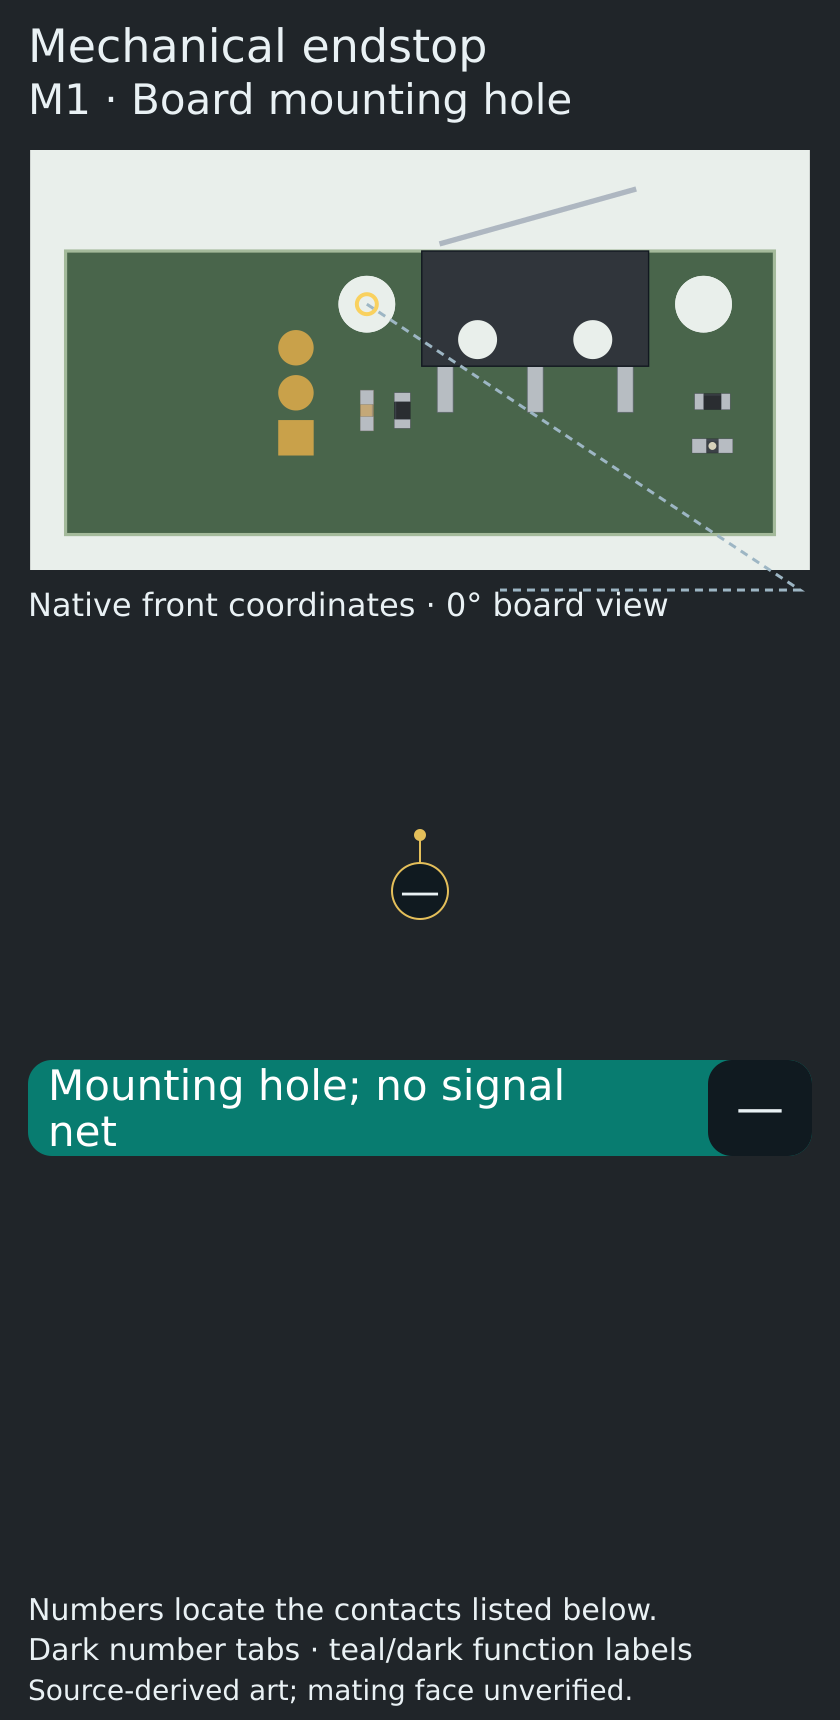 Mechanical endstop
M1 · Board mounting hole
Native front coordinates · 0° board view
—
Mounting hole; no signal
net
—
Numbers locate the contacts listed below.
Dark number tabs · teal/dark function labels
Source-derived art; mating face unverified.